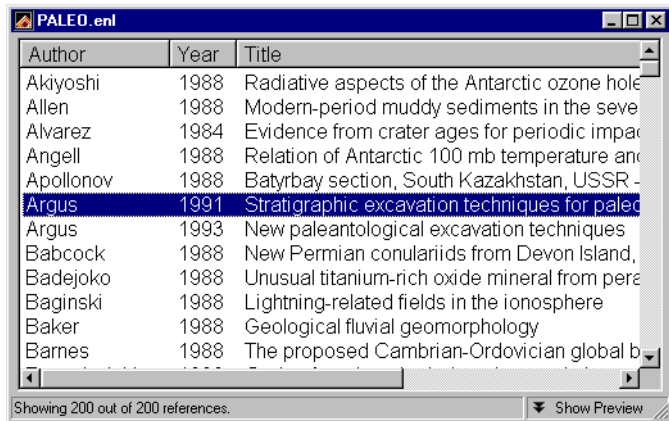 PALEO.enl
Author Year Title
Akiyoshi 1988 Radiative aspects of the Antarctic ozone hole
Allen 1988 Modern-period muddy sediments in the seve
Alvarez 1984 Evidence from crater ages for periodic impac
Angell 1988 Relation of Antarctic 100 mb temperature and
Apollonov 1988 Batyrbay section, South Kazakhstan, USSR -
Argus 1991 Stratigraphic excavation techniques for paleo
Argus 1993 New paleantological excavation techniques
Babcock 1988 New Permian conulariids from Devon Island,
Badejoko 1988 Unusual titanium-rich oxide mineral from pera
Baginski 1988 Lightning-related fields in the ionosphere
Baker 1988 Geological fluvial geomorphology
Barnes 1988 The proposed Cambrian-Ordovician global b
Showing 200 out of 200 references. Show Preview